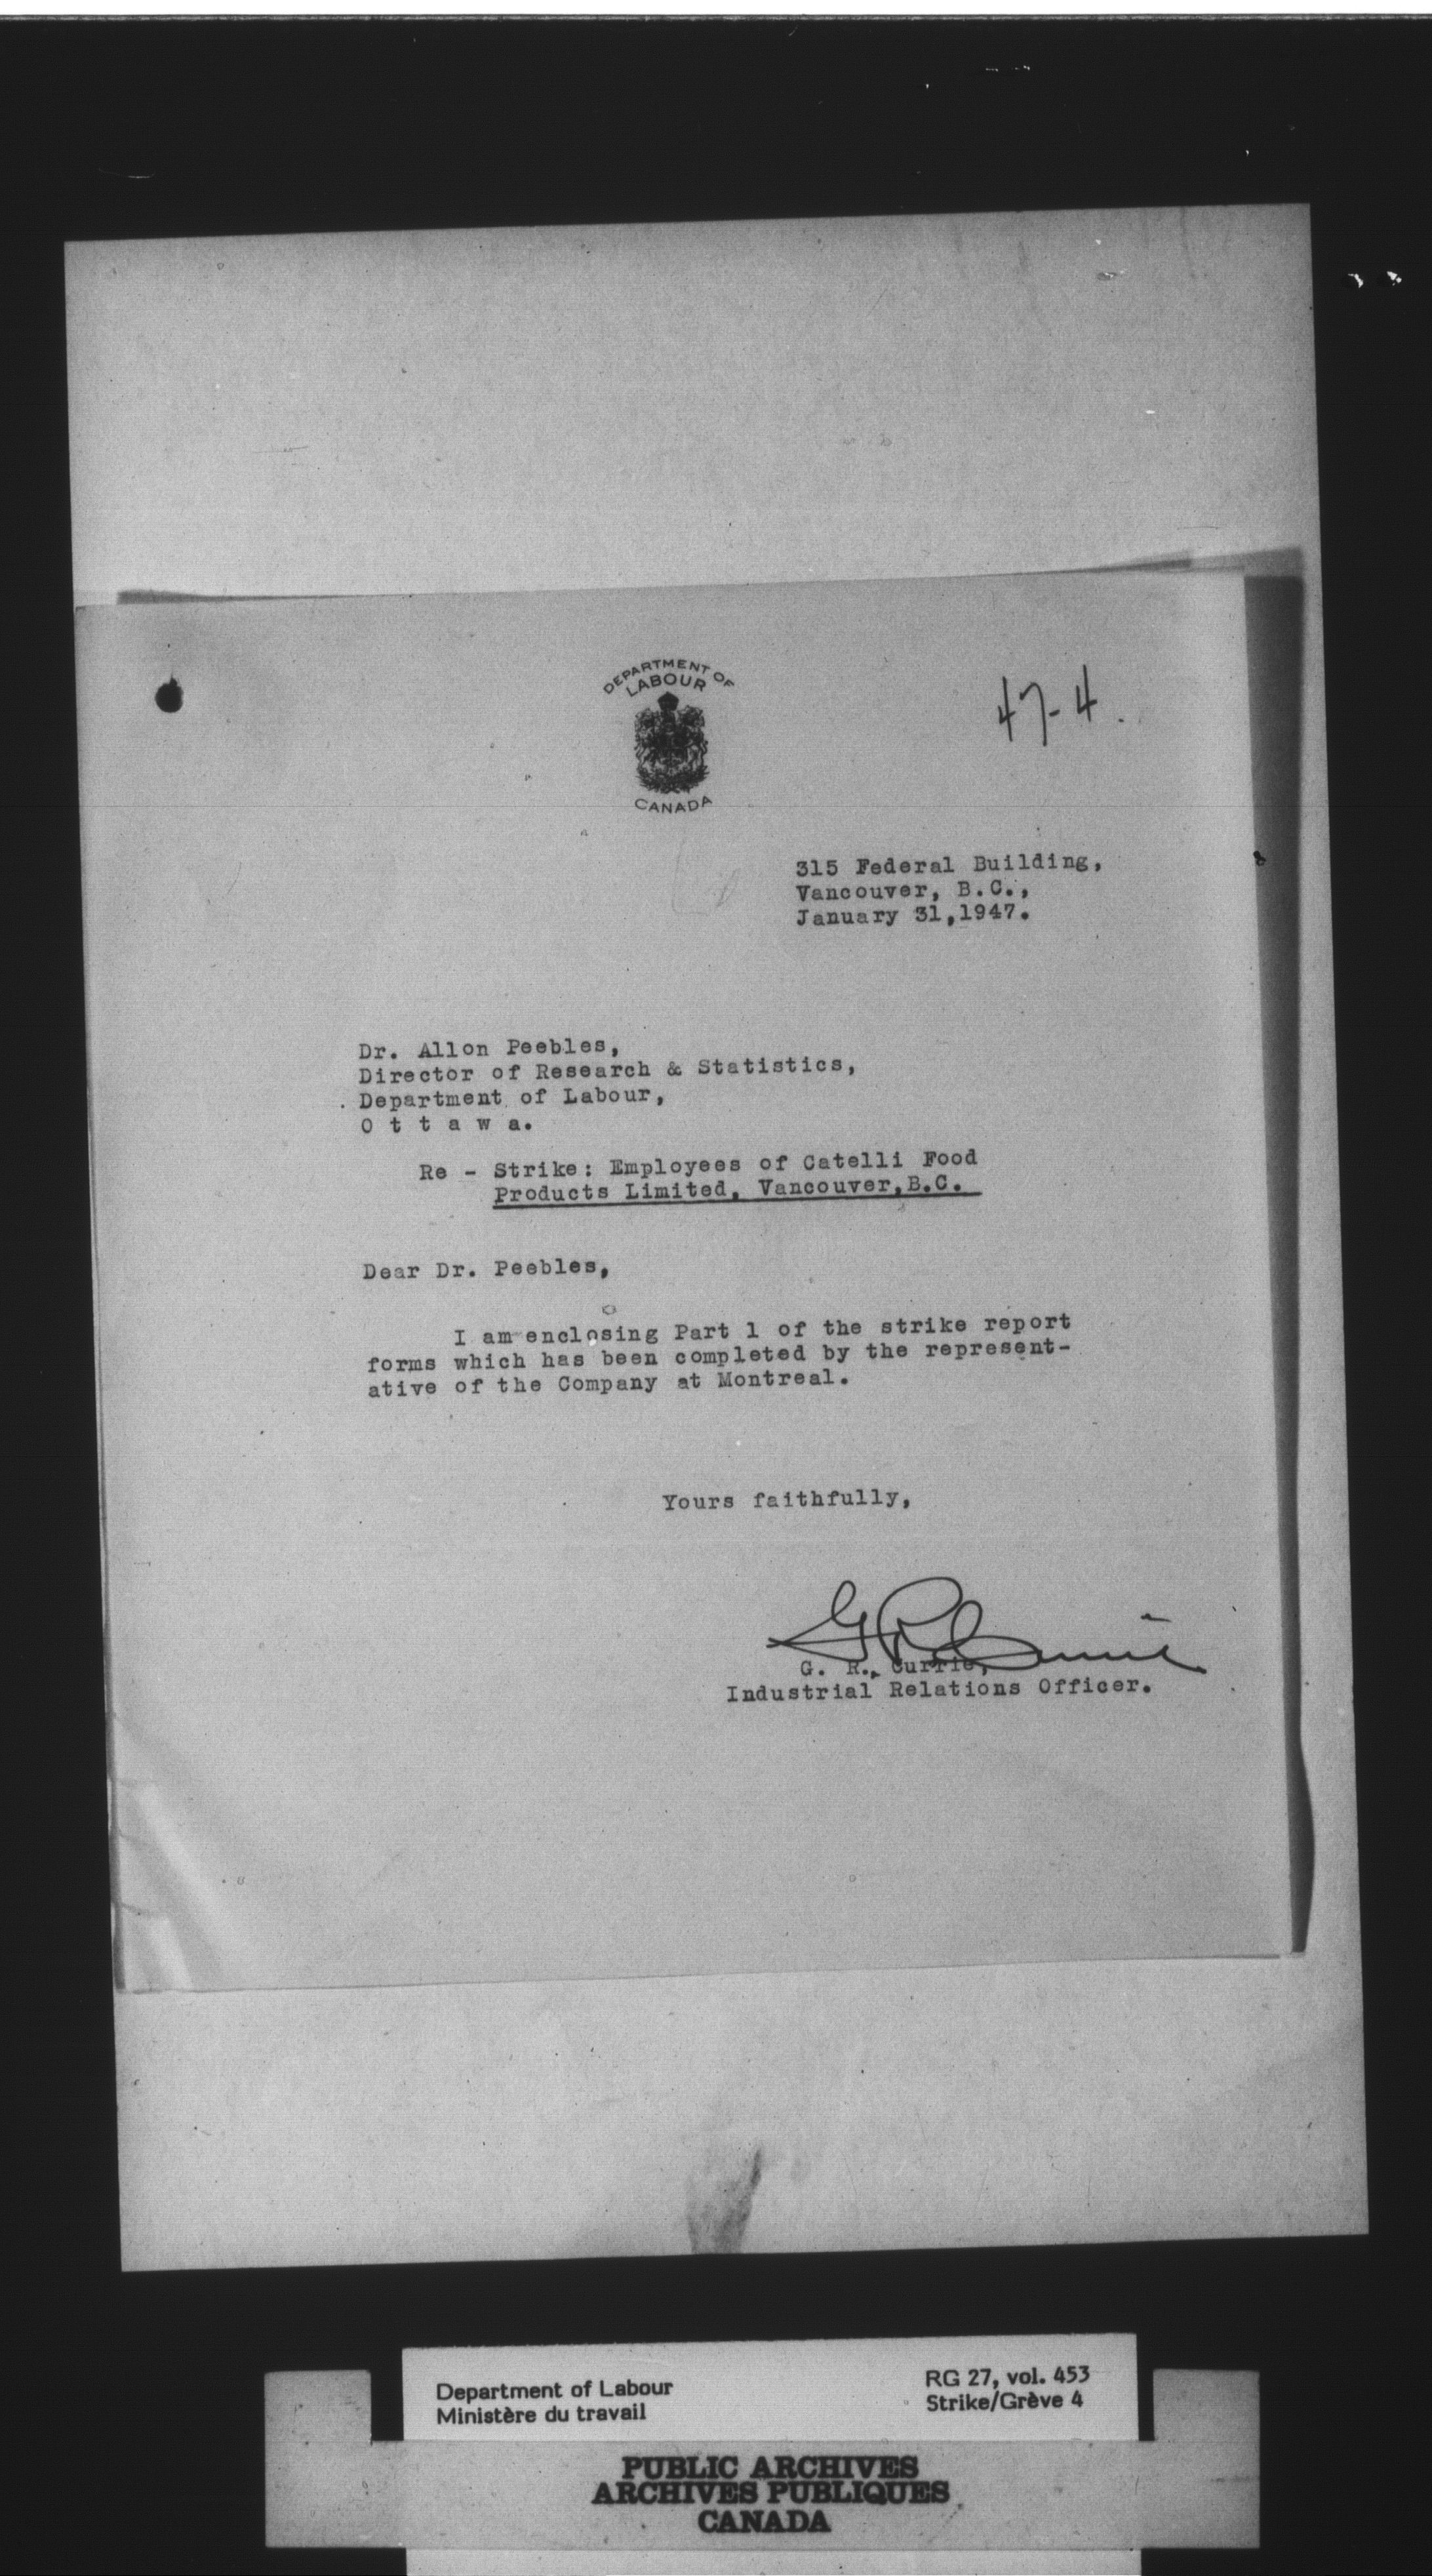 DEPARTMENT OF
LABOUR
CANADA
47-4.
315 Federal Building,
Vancouver, B.C.,
January 31,1947.
Dr. Allon Peebles,
Director of Research & Statistics,
Department of Labour,
O t t a w a.
Re - Strike: Employees of Catelli Food
Products Limited, Vancouver,B.C.
Dear Dr. Peebles,
I am enclosing Part 1 of the strike report
forms which has been completed by the represent-
ative of the Company at Montreal.
Yours faithfully,
G R Currie
G. R. Currie,
Industrial Relations Officer.
Department of Labour
Ministère du travail
RG 27, vol. 453
Strike/Grève 4
PUBLIC ARCHIVES
ARCHIVES PUBLIQUES
CANADA